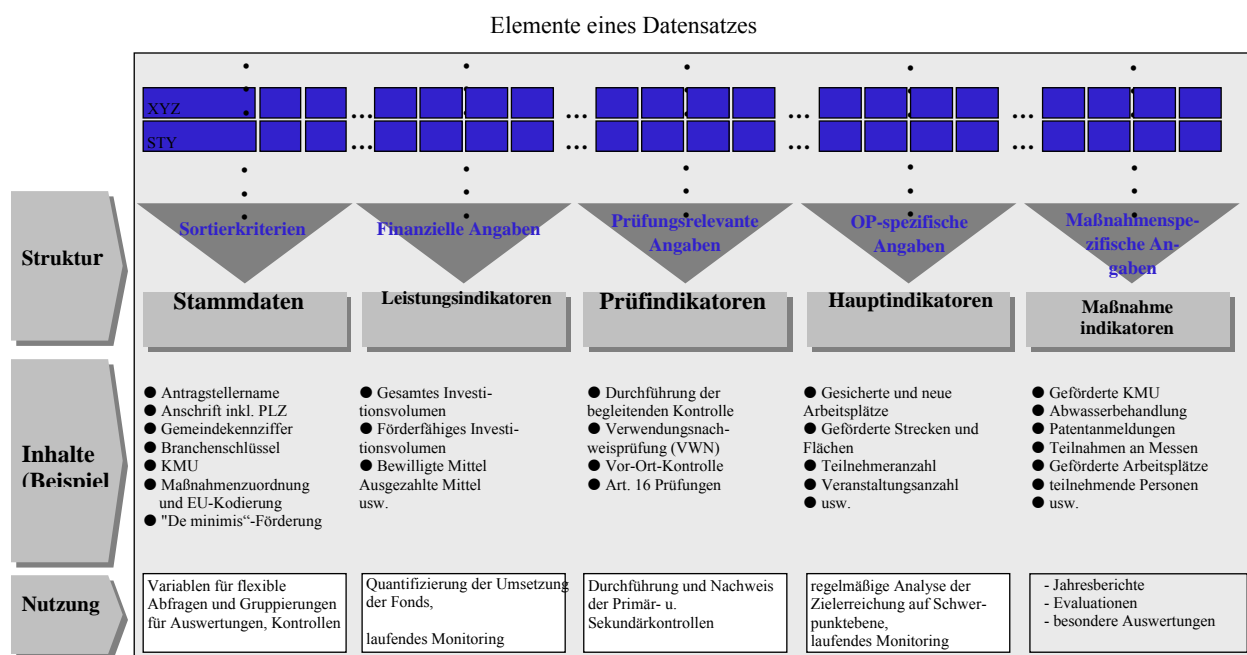 Elemente eines Datensatzes
XYZ
... ... ... ...
STY
... ... ... ...
Struktur
Sortierkriterien
Finanzielle Angaben
Prüfungsrelevante
Angaben
OP-spezifische
Angaben
Maßnahmenspe-
zifische An-
gaben
Stammdaten
Leistungsindikatoren
Prüfindikatoren
Hauptindikatoren
Maßnahme
indikatoren
Inhalte
(Beispiel
● Antragstellername
● Anschrift inkl. PLZ
● Gemeindekennziffer
● Branchenschlüssel
● KMU
● Maßnahmenzuordnung
und EU-Kodierung
● "De minimis“-Förderung
● Gesamtes Investi-
tionsvolumen
● Förderfähiges Investi-
tionsvolumen
● Bewilligte Mittel
Ausgezahlte Mittel
usw.
● Durchführung der
begleitenden Kontrolle
● Verwendungsnach-
weisprüfung (VWN)
● Vor-Ort-Kontrolle
● Art. 16 Prüfungen
● Gesicherte und neue
Arbeitsplätze
● Geförderte Strecken und
Flächen
● Teilnehmeranzahl
● Veranstaltungsanzahl
● usw.
● Geförderte KMU
● Abwasserbehandlung
● Patentanmeldungen
● Teilnahmen an Messen
● Geförderte Arbeitsplätze
● teilnehmende Personen
● usw.
Nutzung
Variablen für flexible
Abfragen und Gruppierungen
für Auswertungen, Kontrollen
Quantifizierung der Umsetzung
der Fonds,
laufendes Monitoring
Durchführung und Nachweis
der Primär- u.
Sekundärkontrollen
regelmäßige Analyse der
Zielerreichung auf Schwer-
punktebene,
laufendes Monitoring
- Jahresberichte
- Evaluationen
- besondere Auswertungen